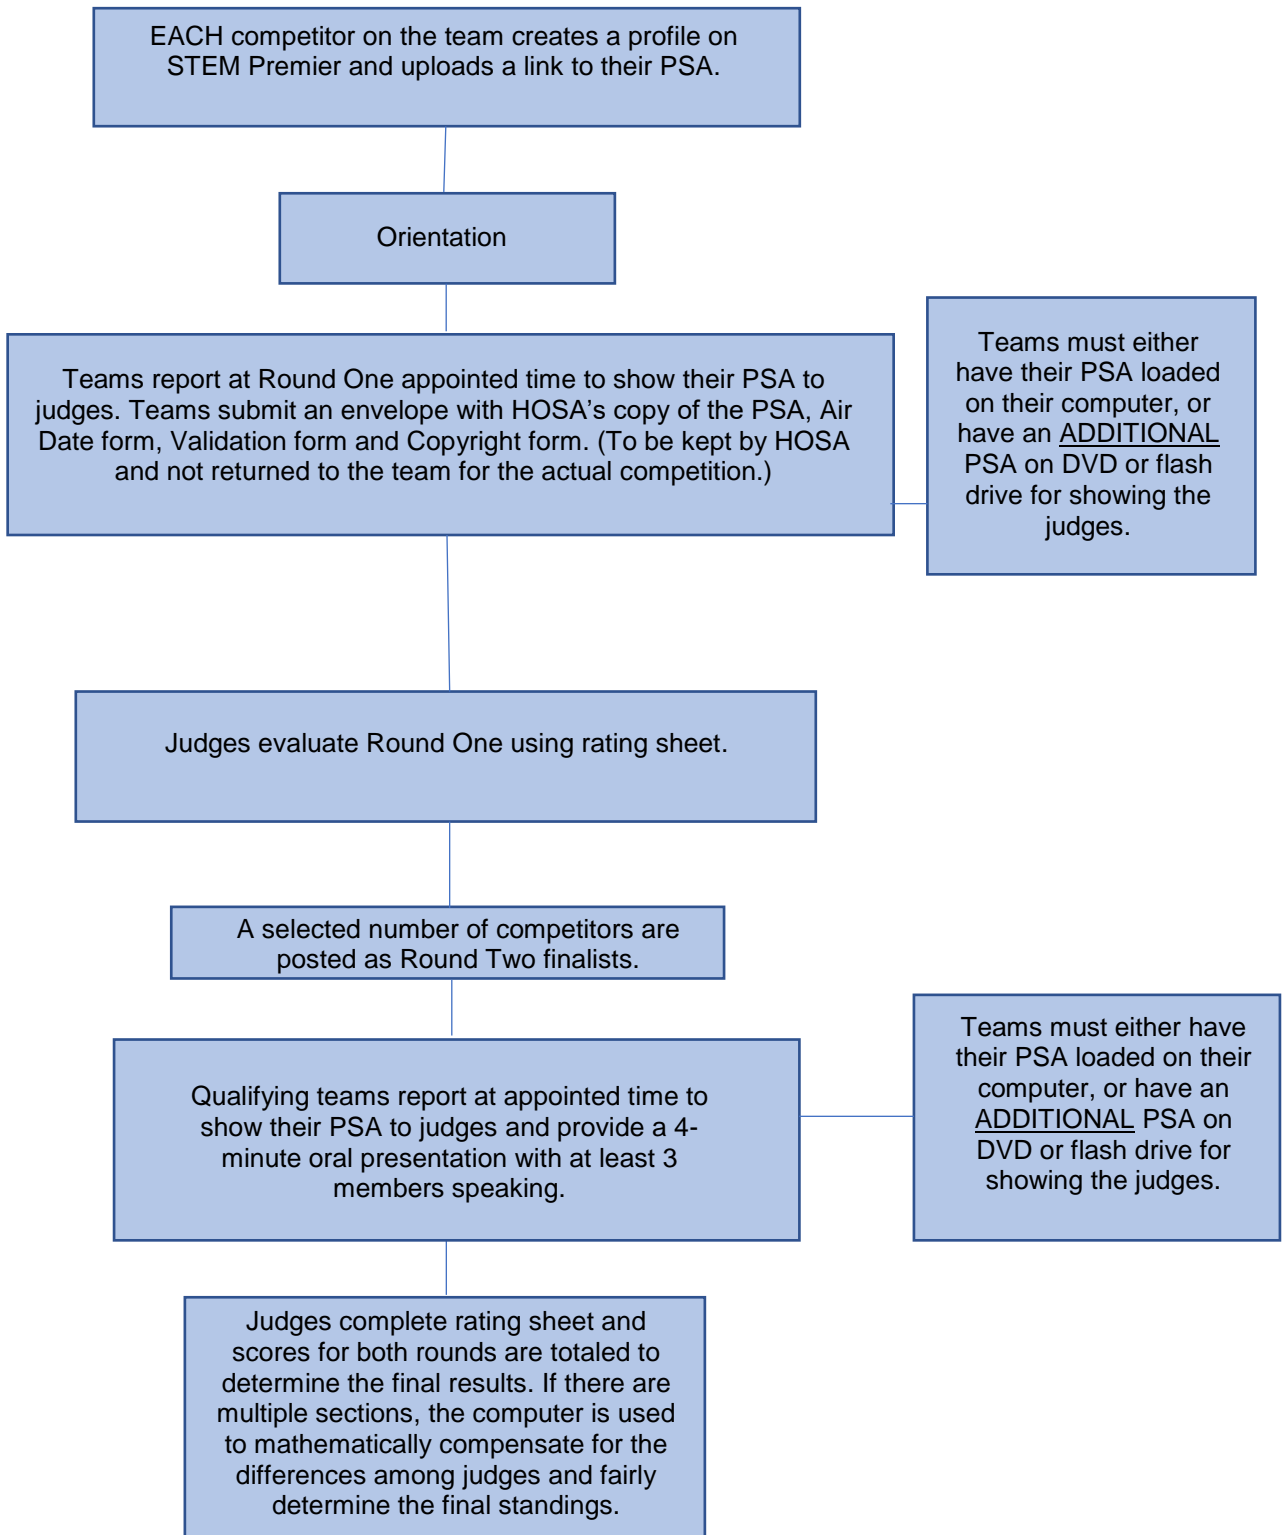 EACH competitor on the team creates a profile on
STEM Premier and uploads a link to their PSA.
Orientation
Teams report at Round One appointed time to show their PSA to
judges. Teams submit an envelope with HOSA’s copy of the PSA, Air
Date form, Validation form and Copyright form. (To be kept by HOSA
and not returned to the team for the actual competition.)
Teams must either
have their PSA loaded
on their computer, or
have an ADDITIONAL
PSA on DVD or flash
drive for showing the
judges.
Judges evaluate Round One using rating sheet.
A selected number of competitors are
posted as Round Two finalists.
Qualifying teams report at appointed time to
show their PSA to judges and provide a 4-
minute oral presentation with at least 3
members speaking.
Teams must either have
their PSA loaded on their
computer, or have an
ADDITIONAL PSA on
DVD or flash drive for
showing the judges.
Judges complete rating sheet and
scores for both rounds are totaled to
determine the final results. If there are
multiple sections, the computer is used
to mathematically compensate for the
differences among judges and fairly
determine the final standings.